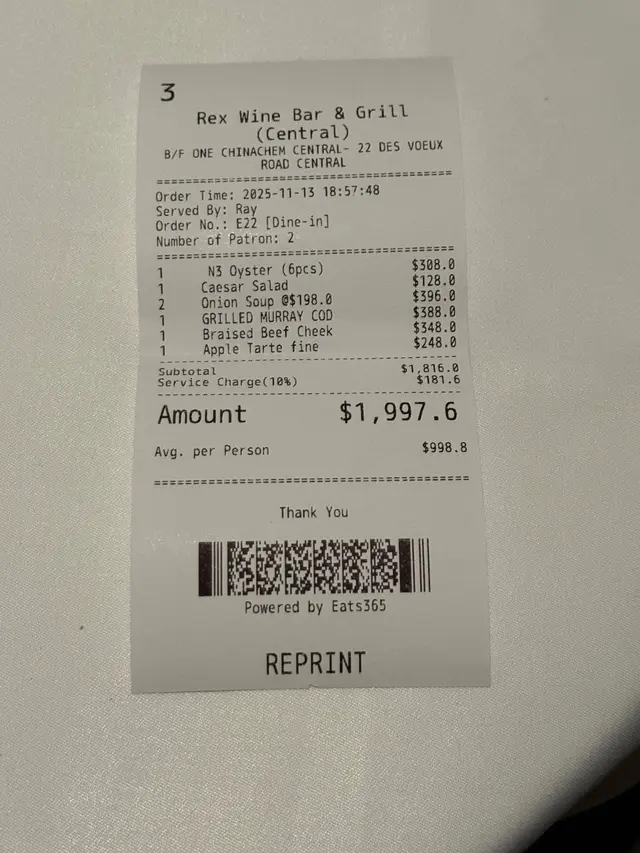 3
Rex Wine Bar & Grill
(Central)
B/F ONE CHINACHEM CENTRAL- 22 DES VOEUX
ROAD CENTRAL
Order Time: 2025-11-13 18:57:48
Served By: Ray
Order No.: E22 [Dine-in]
Number of Patron: 2
1 N3 Oyster (6pcs) $308.0
1 Caesar Salad $128.0
2 Onion Soup @$198.0 $396.0
1 GRILLED MURRAY COD $388.0
1 Braised Beef Cheek $348.0
1 Apple Tarte fine $248.0
Subtotal $1,816.0
Service Charge(10%) $181.6
Amount $1,997.6
Avg. per Person $998.8
Thank You
Powered by Eats365
REPRINT